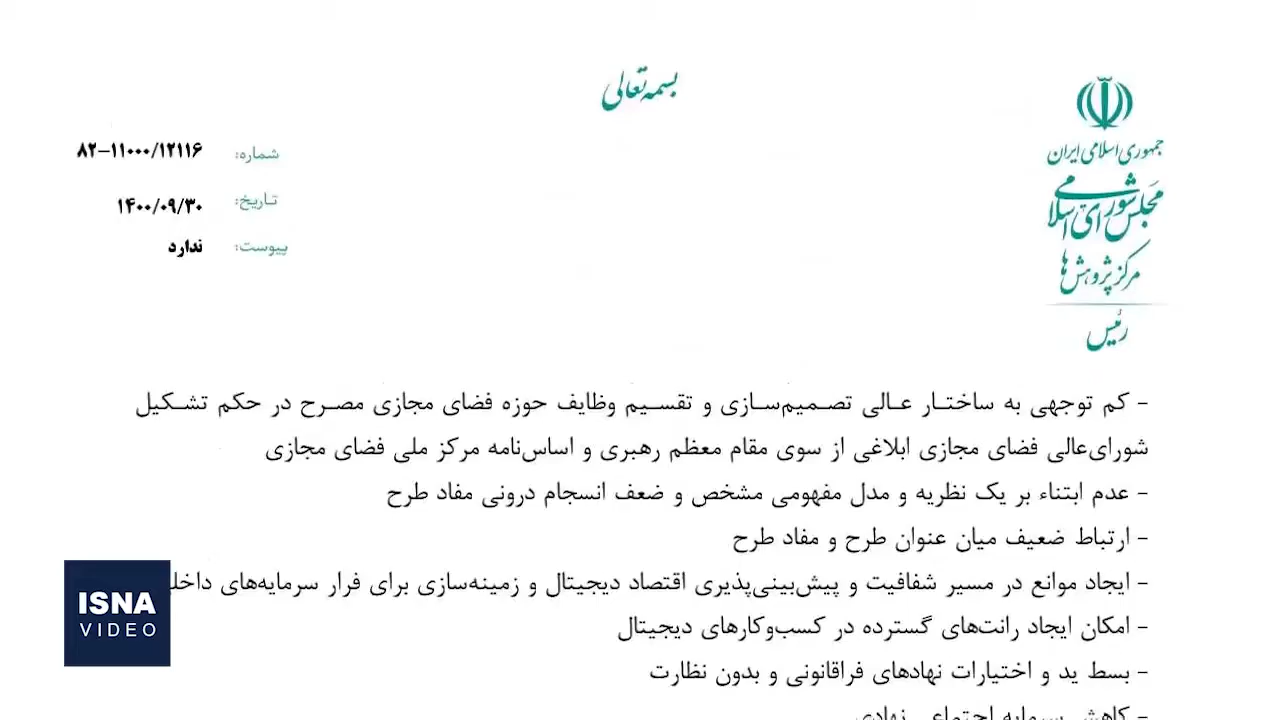 بسمه‌تعالی
جمهوری اسلامی ایران
مجلس شورای اسلامی
مرکز پژوهش‌ها
رئیس
شماره: ۸۲-۱۱۰۰۰/۱۲۱۱۶
تاریخ: ۱۴۰۰/۰۹/۳۰
پیوست: ندارد
- کم توجهی به ساختار عالی تصمیم‌سازی و تقسیم وظایف حوزه فضای مجازی مصرح در حکم تشکیل
شورای‌عالی فضای مجازی ابلاغی از سوی مقام معظم رهبری و اساس‌نامه مرکز ملی فضای مجازی
- عدم ابتناء بر یک نظریه و مدل مفهومی مشخص و ضعف انسجام درونی مفاد طرح
- ارتباط ضعیف میان عنوان طرح و مفاد طرح
- ایجاد موانع در مسیر شفافیت و پیش‌بینی‌پذیری اقتصاد دیجیتال و زمینه‌سازی برای فرار سرمایه‌های
- امکان ایجاد رانت‌های گسترده در کسب‌وکارهای دیجیتال
- بسط ید و اختیارات نهادهای فراقانونی و بدون نظارت
- کاهش سرمایه اجتماعی نهادی
ISNA
VIDEO